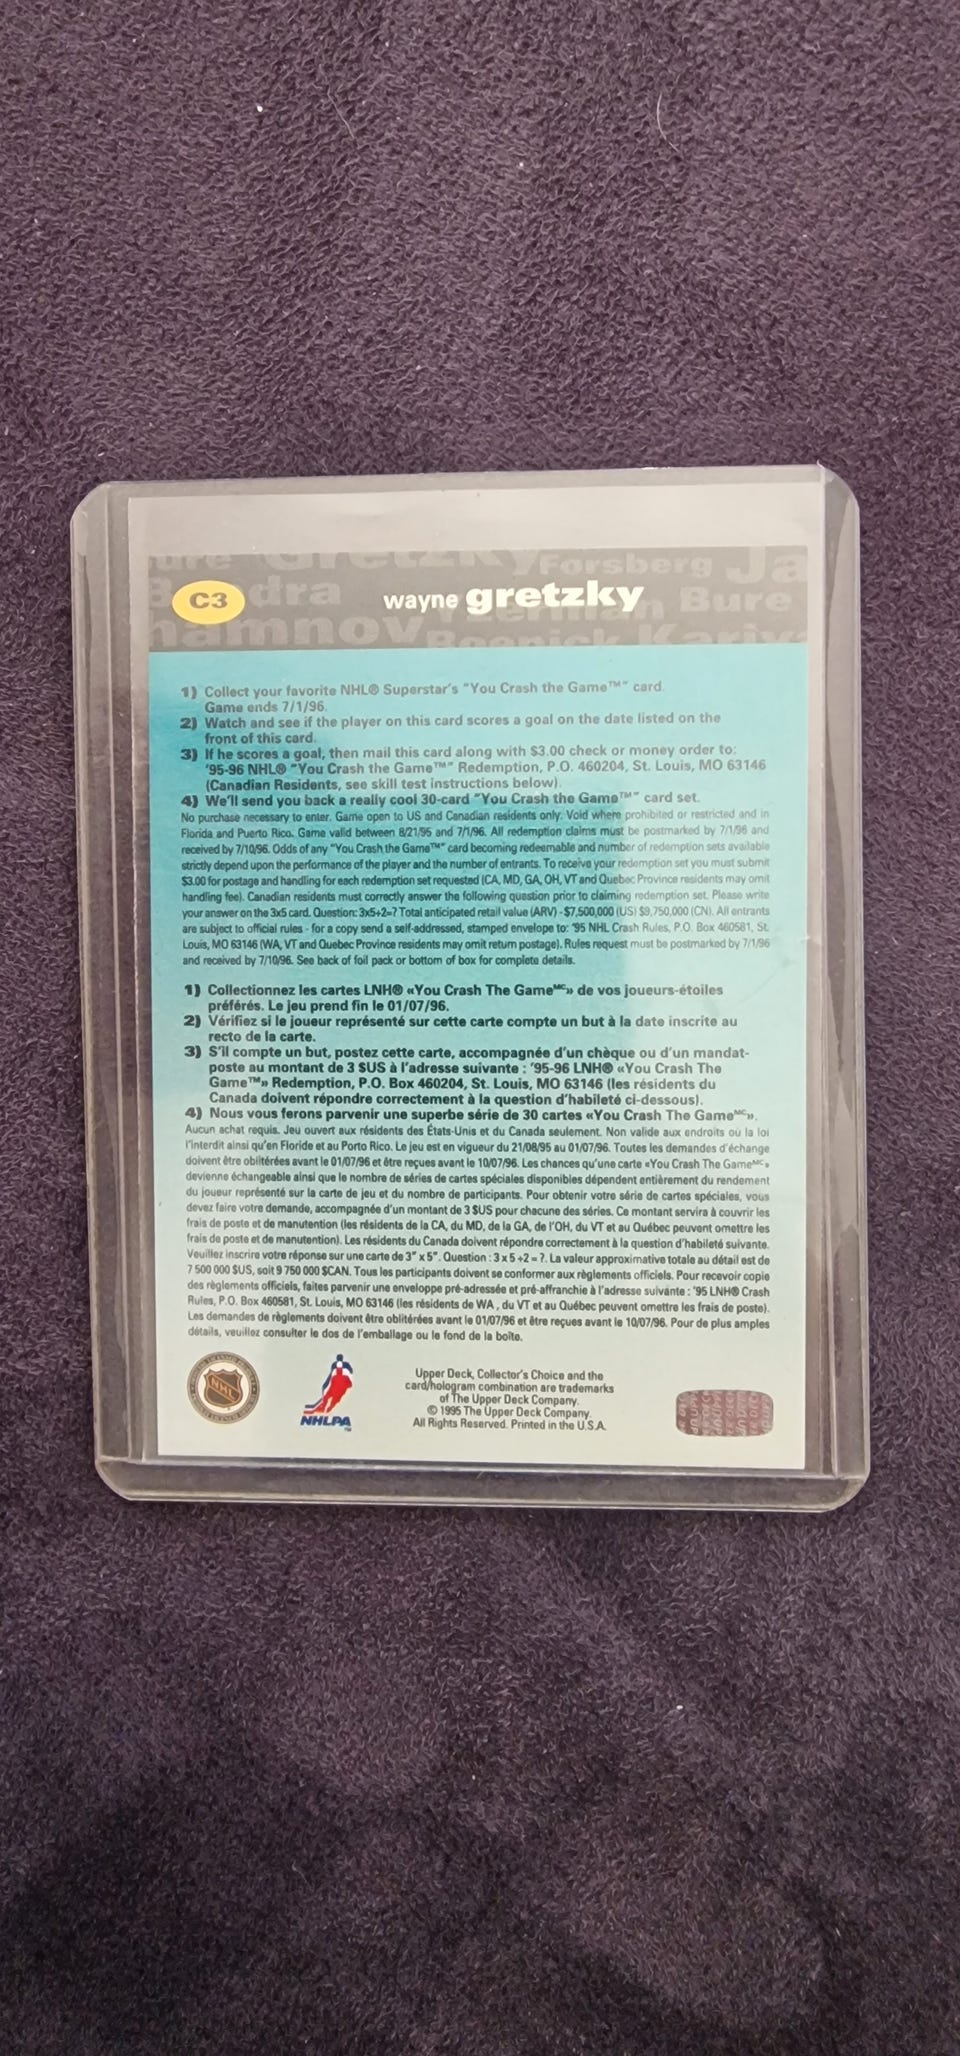 ure Gretzky Forsberg Ja
C3
ndra
wayne gretzky
Yzerman Bure
hamnov Roenick Kariya
1) Collect your favorite NHL® Superstar's "You Crash the Game™" card.
Game ends 7/1/96.
2) Watch and see if the player on this card scores a goal on the date listed on the
front of this card.
3) If he scores a goal, then mail this card along with $3.00 check or money order to:
'95-96 NHL® "You Crash the Game™" Redemption, P.O. 460204, St. Louis, MO 63146
(Canadian Residents, see skill test instructions below).
4) We'll send you back a really cool 30-card "You Crash the Game™" card set.
No purchase necessary to enter. Game open to US and Canadian residents only. Void where prohibited or restricted and in
Florida and Puerto Rico. Game valid between 8/21/95 and 7/1/96. All redemption claims must be postmarked by 7/1/96 and
received by 7/10/96. Odds of any "You Crash the Game™" card becoming redeemable and number of redemption sets available
strictly depend upon the performance of the player and the number of entrants. To receive your redemption set you must submit
$3.00 for postage and handling for each redemption set requested (CA, MD, GA, OH, VT and Quebec Province residents may omit
handling fee). Canadian residents must correctly answer the following question prior to claiming redemption set. Please write
your answer on the 3x5 card. Question: 3x5+2=? Total anticipated retail value (ARV) - $7,500,000 (US) $9,750,000 (CN). All entrants
are subject to official rules - for a copy send a self-addressed, stamped envelope to: '95 NHL Crash Rules, P.O. Box 460581, St.
Louis, MO 63146 (WA, VT and Quebec Province residents may omit return postage). Rules request must be postmarked by 7/1/96
and received by 7/10/96. See back of foil pack or bottom of box for complete details.
1) Collectionnez les cartes LNH® «You Crash The Game MC» de vos joueurs-étoiles
préférés. Le jeu prend fin le 01/07/96.
2) Vérifiez si le joueur représenté sur cette carte compte un but à la date inscrite au
recto de la carte.
3) S'il compte un but, postez cette carte, accompagnée d'un chèque ou d'un mandat-
poste au montant de 3 $US à l'adresse suivante : '95-96 LNH® «You Crash The
Game™» Redemption, P.O. Box 460204, St. Louis, MO 63146 (les résidents du
Canada doivent répondre correctement à la question d'habileté ci-dessous).
4) Nous vous ferons parvenir une superbe série de 30 cartes «You Crash The Game MC».
Aucun achat requis. Jeu ouvert aux résidents des États-Unis et du Canada seulement. Non valide aux endroits où la loi
l'interdit ainsi qu'en Floride et au Porto Rico. Le jeu est en vigueur du 21/08/95 au 01/07/96. Toutes les demandes d'échange
doivent être oblitérées avant le 01/07/96 et être reçues avant le 10/07/96. Les chances qu'une carte «You Crash The Game MC»
devienne échangeable ainsi que le nombre de séries de cartes spéciales disponibles dépendent entièrement du rendement
du joueur représenté sur la carte de jeu et du nombre de participants. Pour obtenir votre série de cartes spéciales, vous
devez faire votre demande, accompagnée d'un montant de 3 $US pour chacune des séries. Ce montant servira à couvrir les
frais de poste et de manutention (les résidents de la CA, du MD, de la GA, de l'OH, du VT et au Québec peuvent omettre les
frais de poste et de manutention). Les résidents du Canada doivent répondre correctement à la question d'habileté suivante.
Veuillez inscrire votre réponse sur une carte de 3" x 5". Question : 3 x 5 +2 = ?. La valeur approximative totale au détail est de
7 500 000 $US, soit 9 750 000 $CAN. Tous les participants doivent se conformer aux règlements officiels. Pour recevoir copie
des règlements officiels, faites parvenir une enveloppe pré-adressée et pré-affranchie à l'adresse suivante : '95 LNH® Crash
Rules, P.O. Box 460581, St. Louis, MO 63146 (les résidents de WA , du VT et au Québec peuvent omettre les frais de poste).
Les demandes de règlements doivent être oblitérées avant le 01/07/96 et être reçues avant le 10/07/96. Pour de plus amples
détails, veuillez consulter le dos de l'emballage ou le fond de la boîte.
NHL
NHLPA
Upper Deck, Collector's Choice and the
card/hologram combination are trademarks
of The Upper Deck Company.
© 1995 The Upper Deck Company.
All Rights Reserved. Printed in the U.S.A.